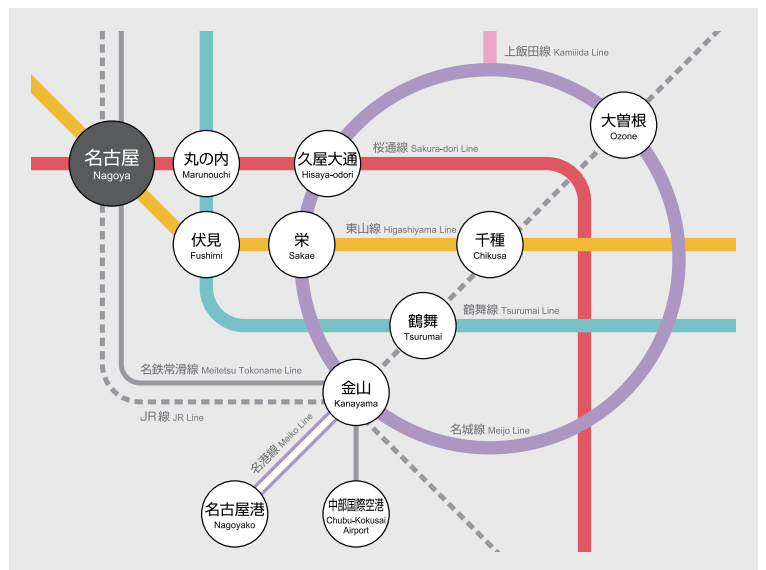 上飯田線 Kamiiida Line
大曽根
Ozone
名古屋
Nagoya
丸の内
Marunouchi
久屋大通
Hisaya-odori
桜通線 Sakura-dori Line
伏見
Fushimi
栄
Sakae
東山線 Higashiyama Line
千種
Chikusa
鶴舞
Tsurumai
鶴舞線 Tsurumai Line
名鉄常滑線 Meitetsu Tokoname Line
金山
Kanayama
JR線 JR Line
名港線 Meiko Line
名城線 Meijo Line
名古屋港
Nagoyako
中部国際空港
Chubu-Kokusai
Airport